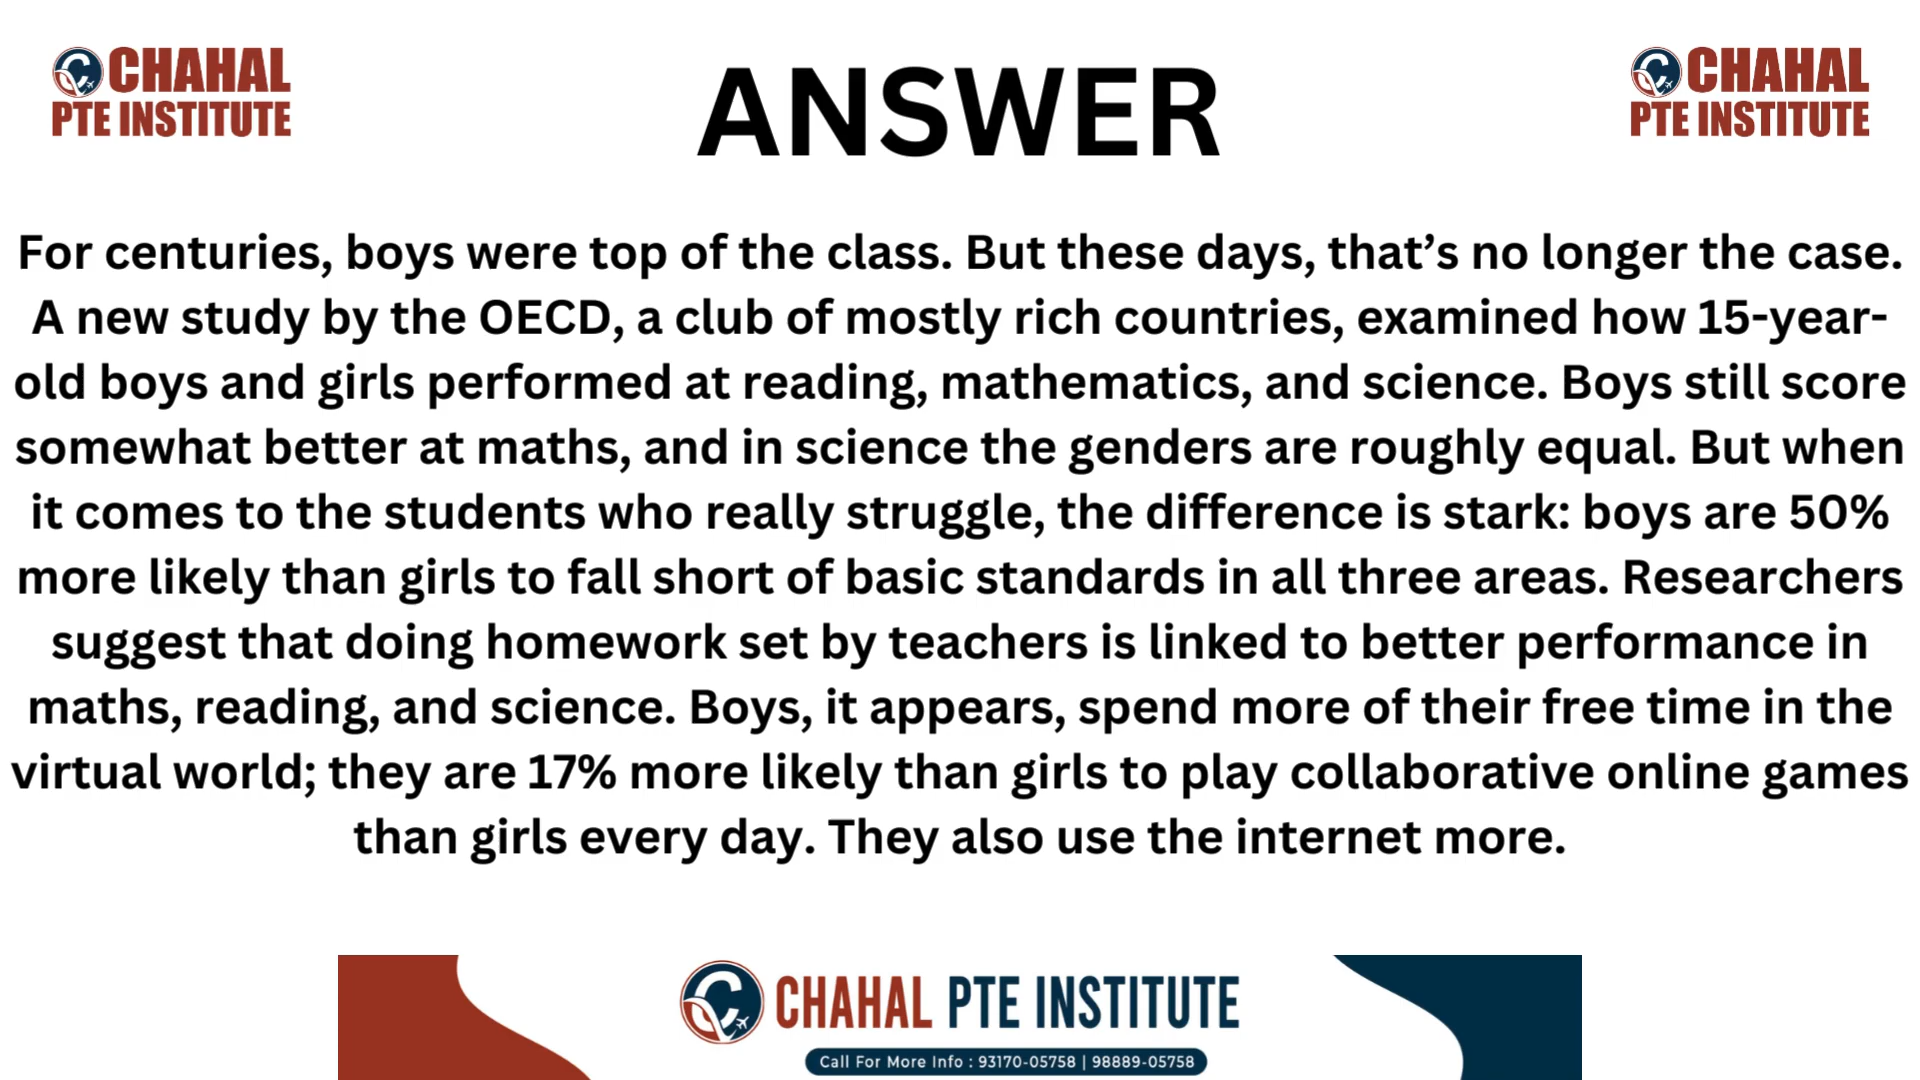 CHAHAL
PTE INSTITUTE
ANSWER
CHAHAL
PTE INSTITUTE
For centuries, boys were top of the class. But these days, that’s no longer the case.
A new study by the OECD, a club of mostly rich countries, examined how 15-year-
old boys and girls performed at reading, mathematics, and science. Boys still score
somewhat better at maths, and in science the genders are roughly equal. But when
it comes to the students who really struggle, the difference is stark: boys are 50%
more likely than girls to fall short of basic standards in all three areas. Researchers
suggest that doing homework set by teachers is linked to better performance in
maths, reading, and science. Boys, it appears, spend more of their free time in the
virtual world; they are 17% more likely than girls to play collaborative online games
than girls every day. They also use the internet more.
CHAHAL PTE INSTITUTE
Call For More Info : 93170-05758 | 98889-05758